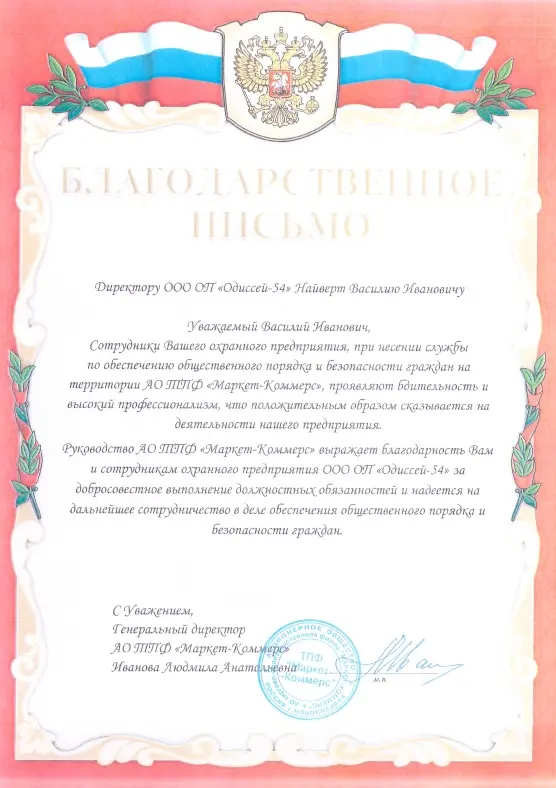 БЛАГОДАРСТВЕННОЕ
ПИСЬМО
Директору ООО ОП «Одиссей-54» Найверт Василию Ивановичу
Уважаемый Василий Иванович,
Сотрудники Вашего охранного предприятия, при несении службы
по обеспечению общественного порядка и безопасности граждан на
территории АО ТПФ «Маркет-Коммерс», проявляют бдительность и
высокий профессионализм, что положительным образом сказывается на
деятельности нашего предприятия.
Руководство АО ТПФ «Маркет-Коммерс» выражает благодарность Вам
и сотрудникам охранного предприятия ООО ОП «Одиссей-54» за
добросовестное выполнение должностных обязанностей и надеется на
дальнейшее сотрудничество в деле обеспечения общественного порядка и
безопасности граждан.
С Уважением,
Генеральный директор
АО ТПФ «Маркет-Коммерс»
Иванова Людмила Анатольевна
ТПФ
"Маркет-
Коммерс"
М.П.